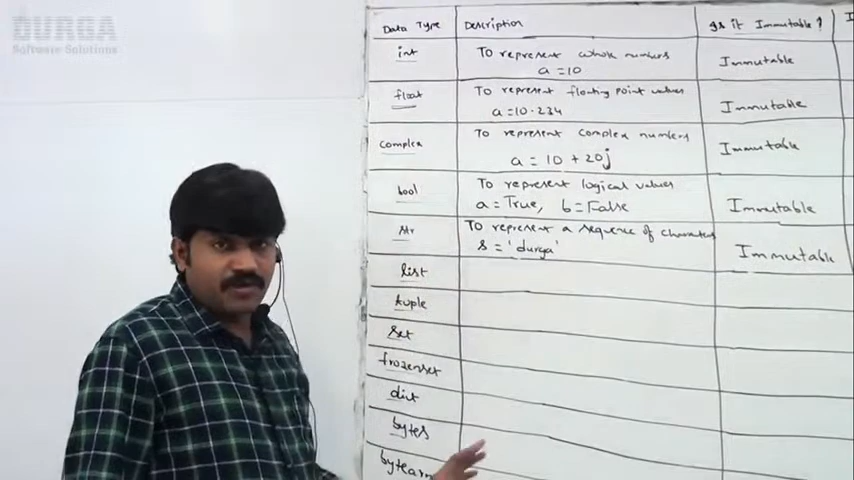 DURGA
Software Solutions
Data Type Description Is it Immutable?
int To represent whole numbers Immutable
a = 10
float To represent floating point values Immutable
a = 10.234
complex To represent complex numbers Immutable
a = 10 + 20j
bool To represent logical values Immutable
a = True, b = False
str To represent a sequence of characters Immutable
s = 'durga'
list
tuple
set
frozenset
dict
bytes